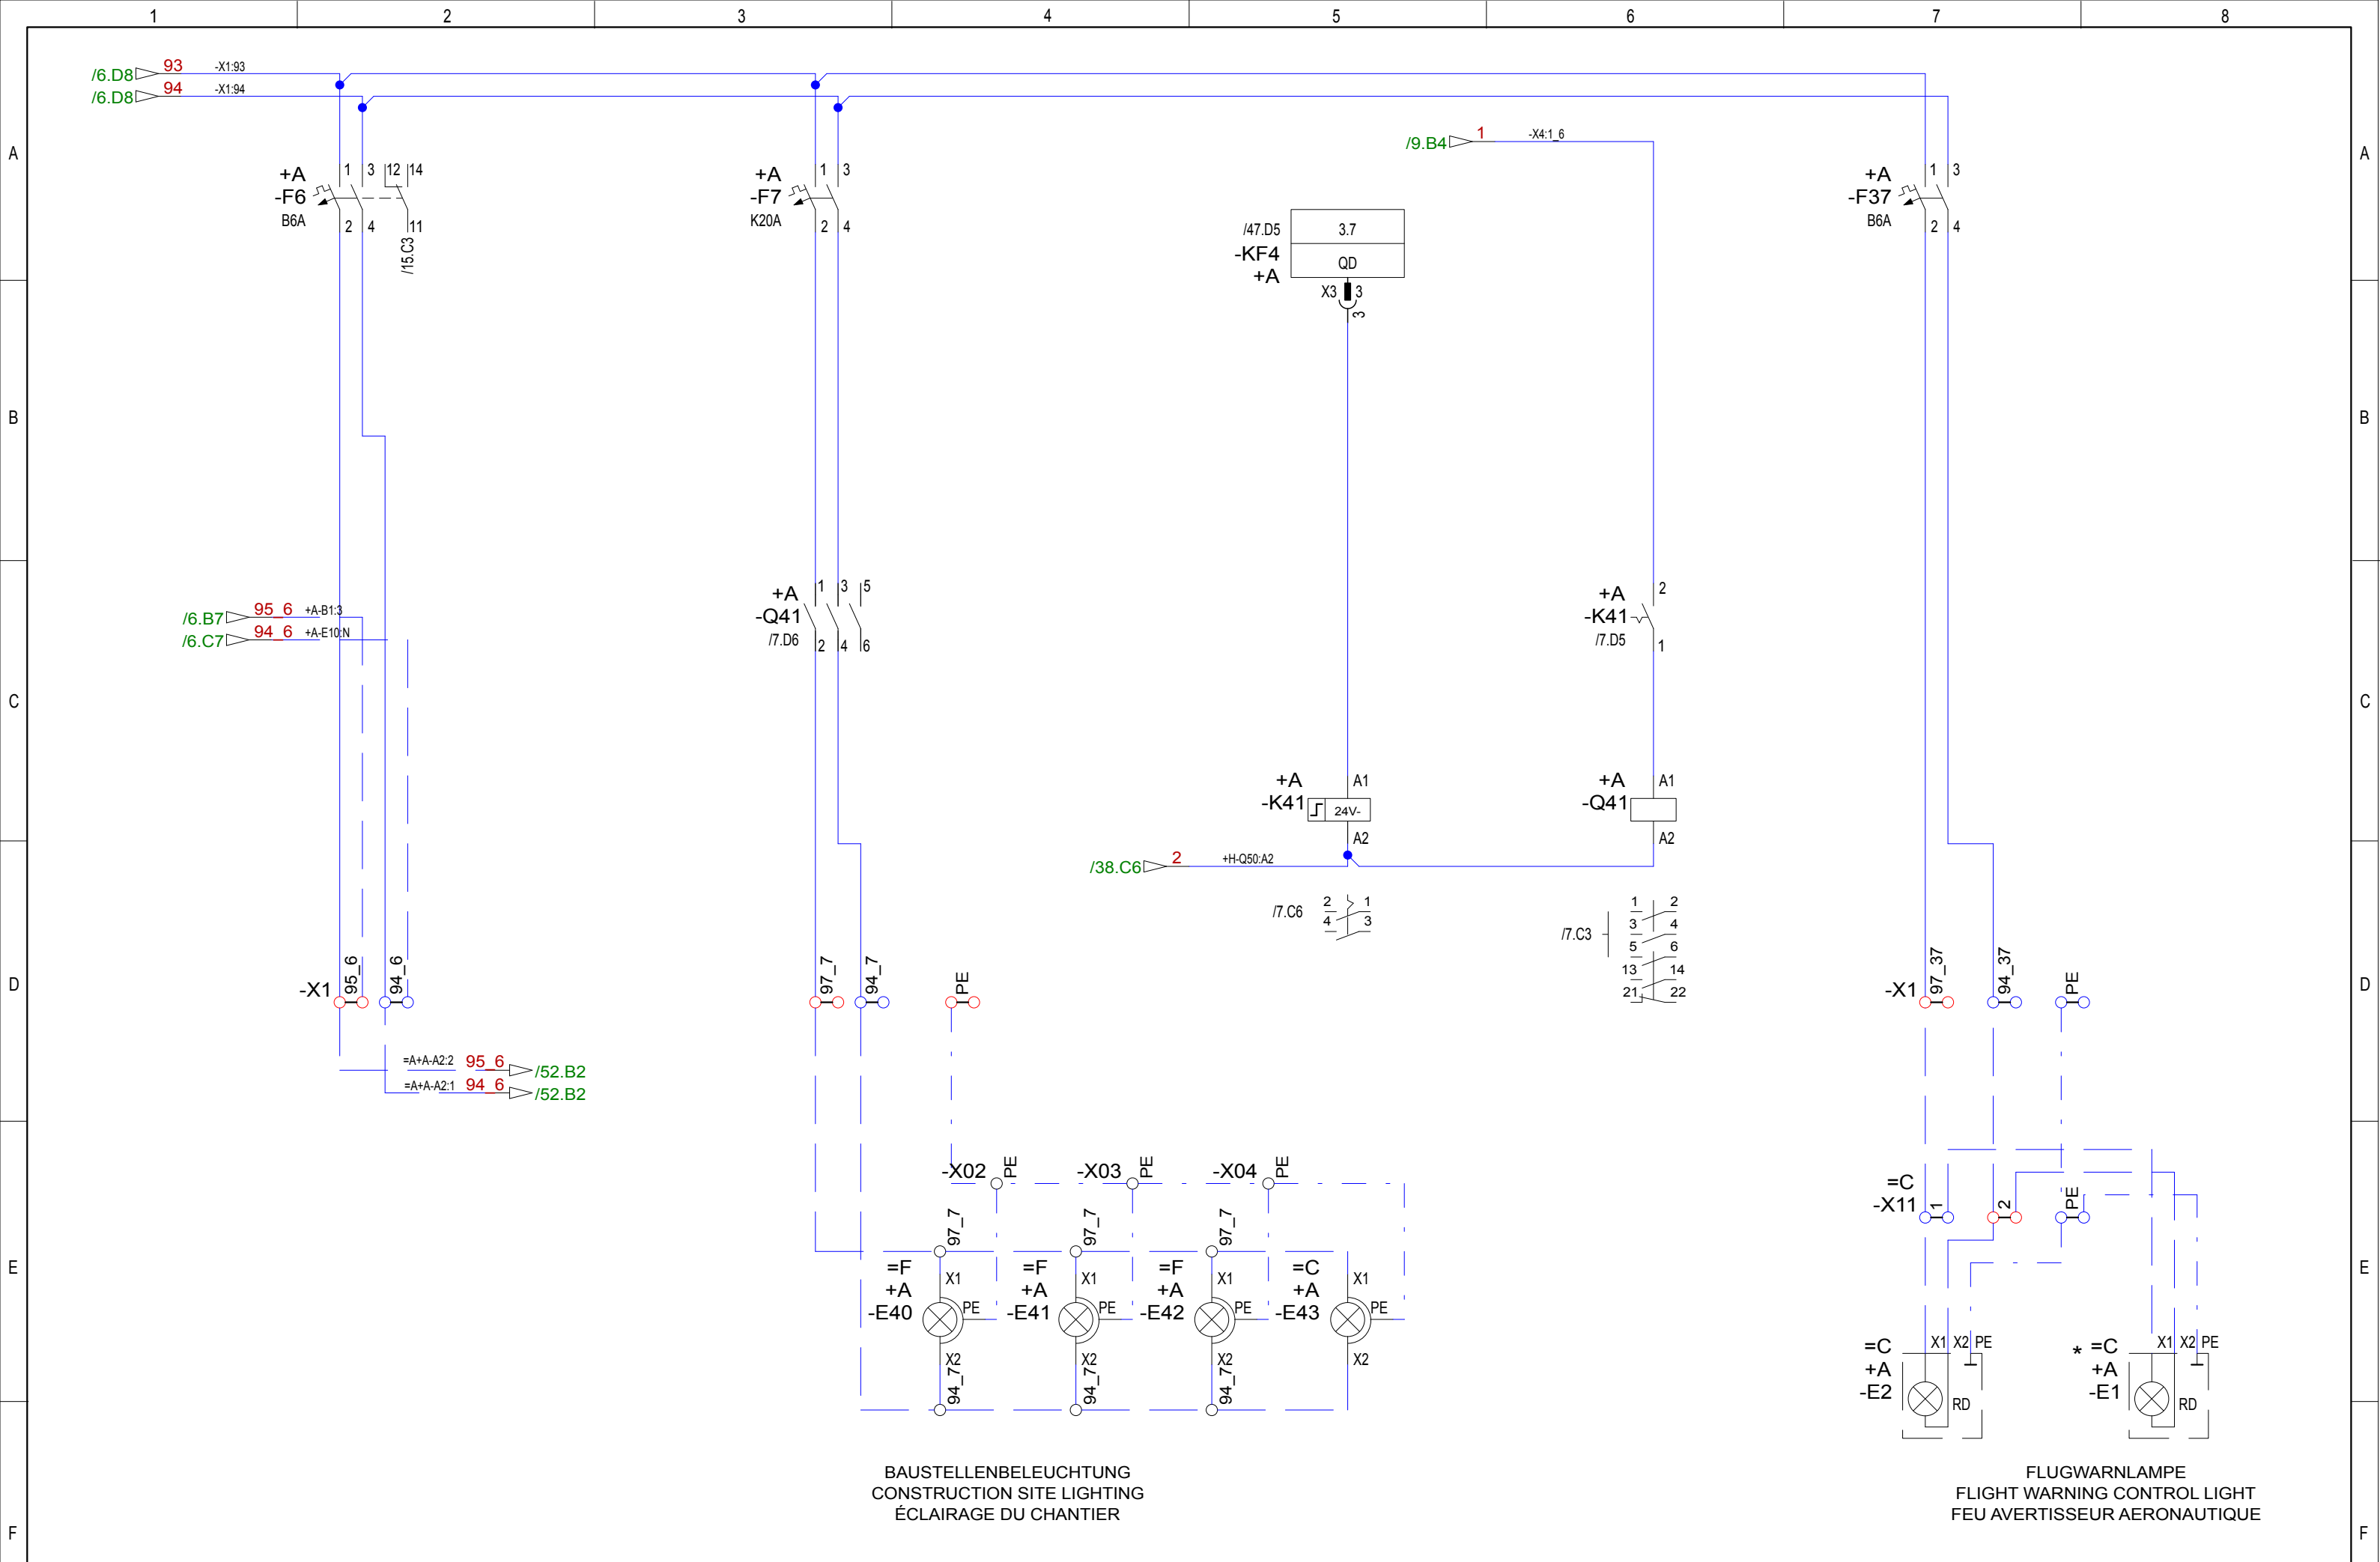 1 2 3 4 5 6 7 8
/6.D8 93 -X1:93
/6.D8 94 -X1:94
/9.B4 1 -X4:1_6
A A
+A 1 3 12 14
-F6
B6A 2 4 11
/15.C3
+A 1 3
-F7
K20A 2 4
/47.D5 3.7
-KF4 QD
+A
X3 3
3
+A 1 3
-F37
B6A 2 4
B B
/6.B7 95_6 +A-B1:3
/6.C7 94_6 +A-E10:N
+A 1 3 5
-Q41
/7.D6 2 4 6
+A 2
-K41
/7.D5 1
C C
+A A1
-K41 24V-
A2
+A A1
-Q41
A2
/38.C6 2 +H-Q50:A2
/7.C6 2 1
4 3
/7.C3
1 2
3 4
5 6
13 14
21 22
D D
-X1 95_6 94_6
97_7 94_7 PE
-X1 97_37 94_37 PE
=A+A-A2:2 95_6 /52.B2
=A+A-A2:1 94_6 /52.B2
-X02 PE -X03 PE -X04 PE
=C
-X11 1 2 PE
97_7 97_7 97_7
E E
=F X1
+A
-E40 PE
X2
94_7
=F X1
+A
-E41 PE
X2
94_7
=F X1
+A
-E42 PE
X2
94_7
=C X1
+A
-E43 PE
X2
=C X1 X2 PE
+A
-E2 RD
* =C X1 X2 PE
+A
-E1 RD
BAUSTELLENBELEUCHTUNG
CONSTRUCTION SITE LIGHTING
ÉCLAIRAGE DU CHANTIER
FLUGWARNLAMPE
FLIGHT WARNING CONTROL LIGHT
FEU AVERTISSEUR AERONAUTIQUE
F F